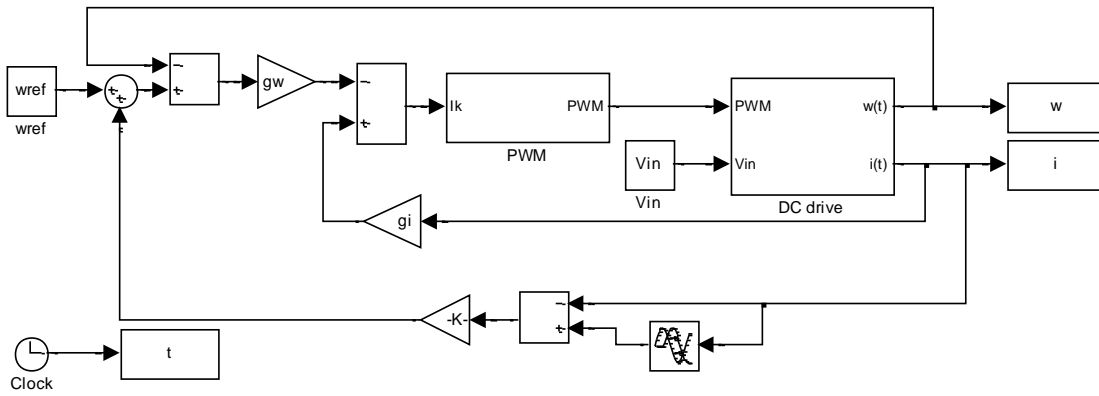 wref
wref
gw
Ik
PWM
PWM
PWM
Vin
w(t)
i(t)
DC drive
Vin
Vin
w
i
gi
-K-
t
Clock